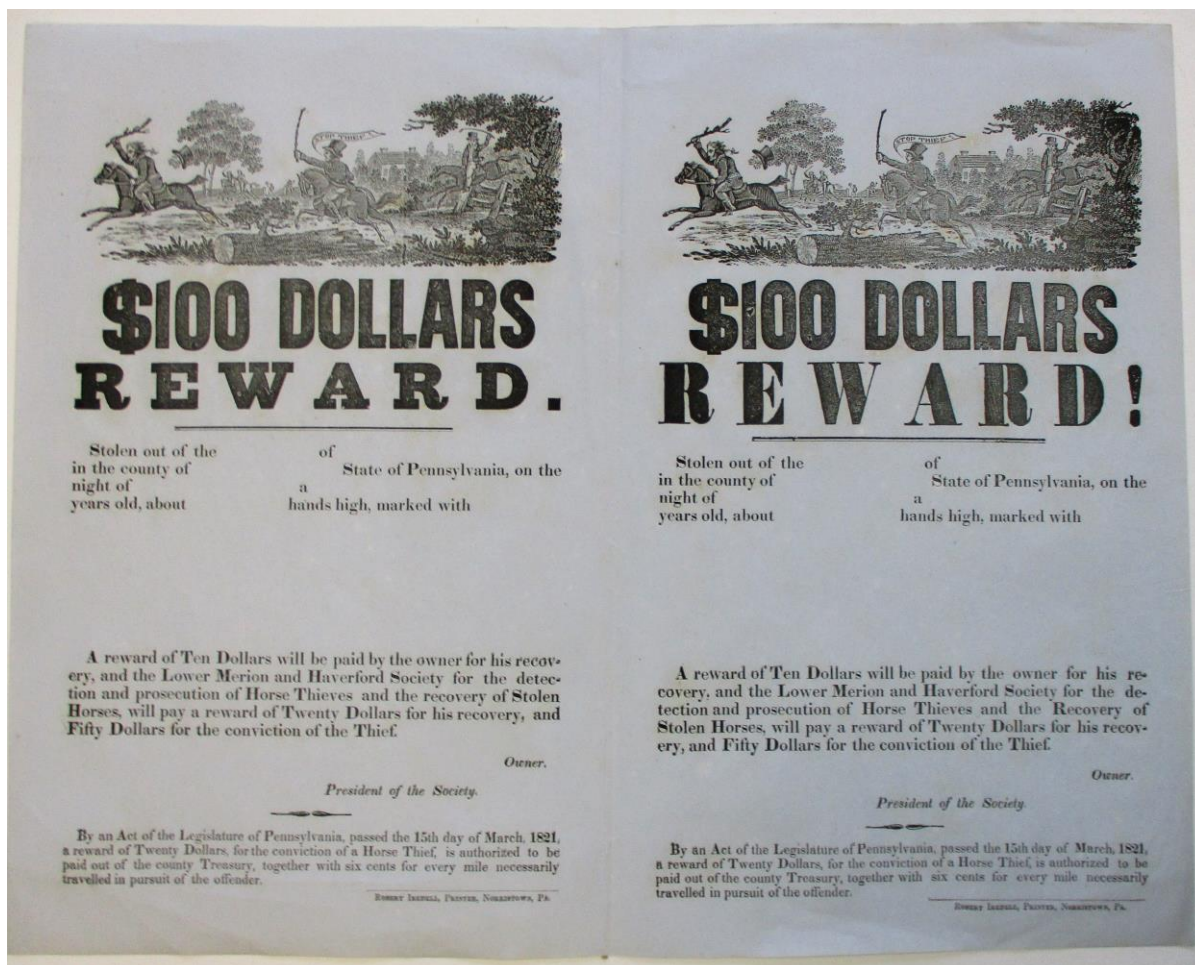 STOP THIEF
$100 DOLLARS
REWARD.
Stolen out of the of
in the county of State of Pennsylvania, on the
night of a
years old, about hands high, marked with
A reward of Ten Dollars will be paid by the owner for his recov-
ery, and the Lower Merion and Haverford Society for the detec-
tion and prosecution of Horse Thieves and the recovery of Stolen
Horses, will pay a reward of Twenty Dollars for his recovery, and
Fifty Dollars for the conviction of the Thief.
Owner.
President of the Society.
By an Act of the Legislature of Pennsylvania, passed the 15th day of March, 1821,
a reward of Twenty Dollars, for the conviction of a Horse Thief, is authorized to be
paid out of the county Treasury, together with six cents for every mile necessarily
travelled in pursuit of the offender.
ROBERT IREDELL, PRINTER, NORRISTOWN, PA.
STOP THIEF
$100 DOLLARS
REWARD!
Stolen out of the of
in the county of State of Pennsylvania, on the
night of a
years old, about hands high, marked with
A reward of Ten Dollars will be paid by the owner for his re-
covery, and the Lower Merion and Haverford Society for the de-
tection and prosecution of Horse Thieves and the Recovery of
Stolen Horses, will pay a reward of Twenty Dollars for his recov-
ery, and Fifty Dollars for the conviction of the Thief.
Owner.
President of the Society.
By an Act of the Legislature of Pennsylvania, passed the 15th day of March, 1821,
a reward of Twenty Dollars, for the conviction of a Horse Thief, is authorized to be
paid out of the county Treasury, together with six cents for every mile necessarily
travelled in pursuit of the offender.
ROBERT IREDELL, PRINTER, NORRISTOWN, PA.